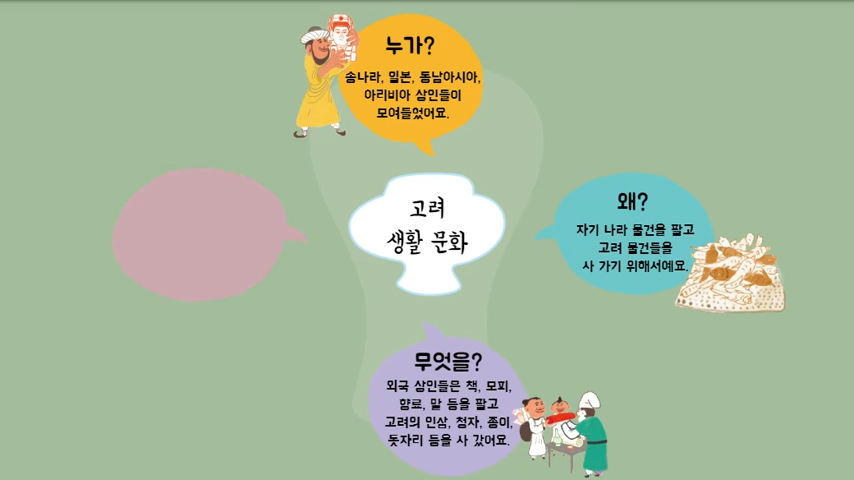 누가?
송나라, 일본, 동남아시아,
아리비아 상인들이
모여들었어요.
고려
생활 문화
왜?
자기 나라 물건을 팔고
고려 물건들을
사 가기 위해서예요.
무엇을?
외국 상인들은 책, 모피,
향료, 말 등을 팔고
고려의 인삼, 청자, 종이,
돗자리 등을 사 갔어요.